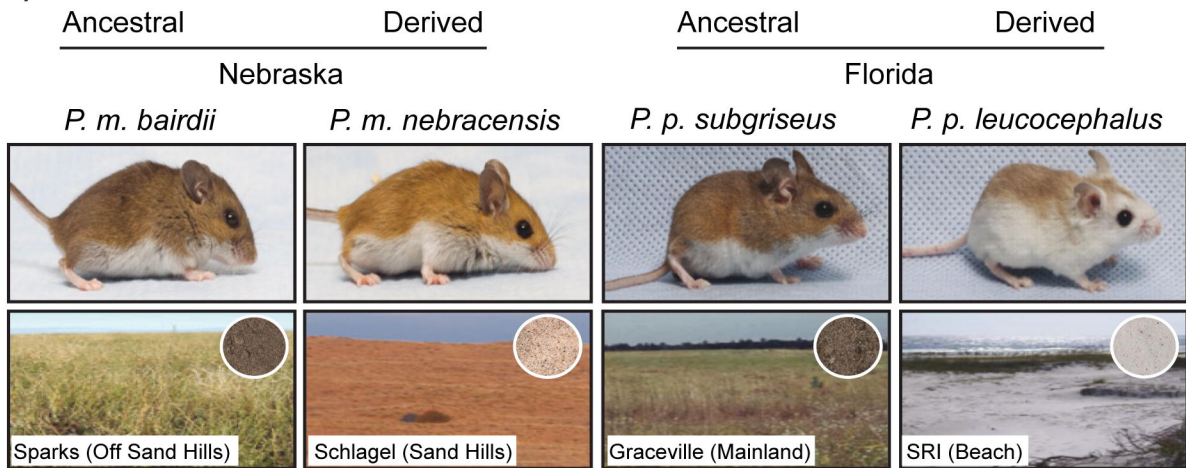 Ancestral Derived Ancestral Derived
Nebraska Florida
P. m. bairdii P. m. nebracensis P. p. subgriseus P. p. leucocephalus
Sparks (Off Sand Hills) Schlagel (Sand Hills) Graceville (Mainland) SRI (Beach)